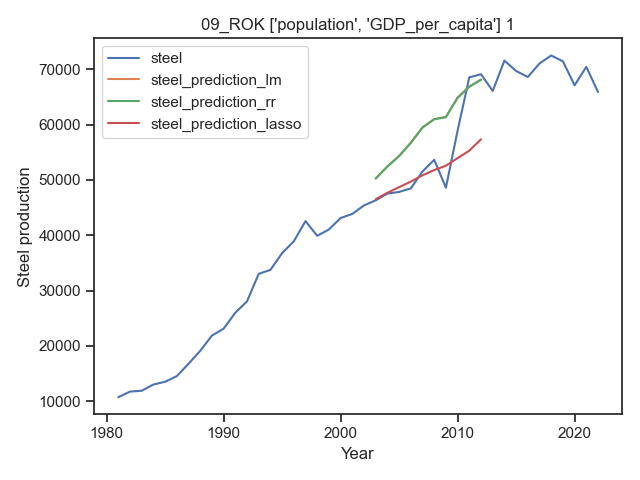 09_ROK ['population', 'GDP_per_capita'] 1
steel
steel_prediction_lm
steel_prediction_rr
steel_prediction_lasso
Steel production
70000
60000
50000
40000
30000
20000
10000
1980 1990 2000 2010 2020
Year